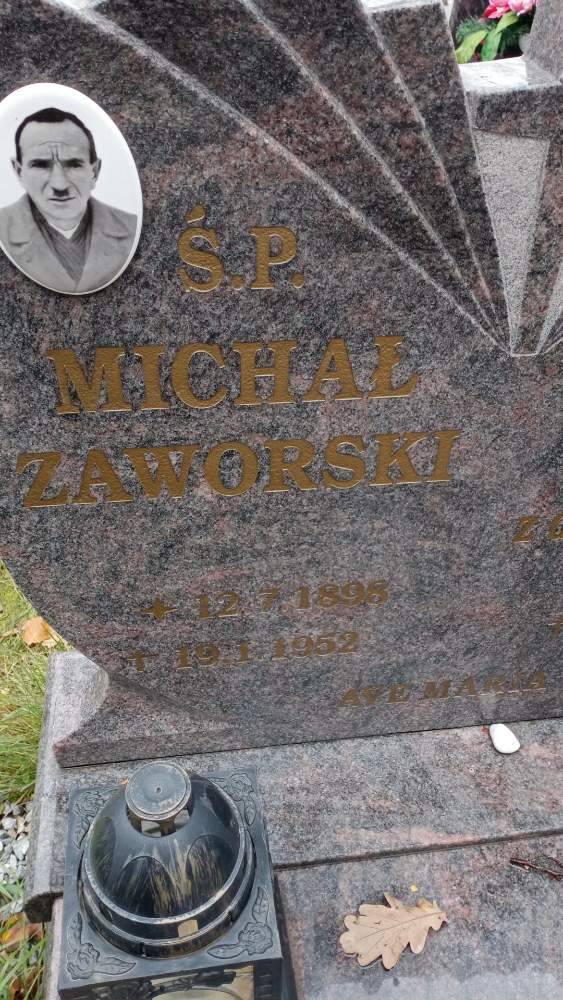 Ś.P.
MICHAŁ
ZAWORSKI
12.7.1898
† 19.1.1952
AVE MARIA